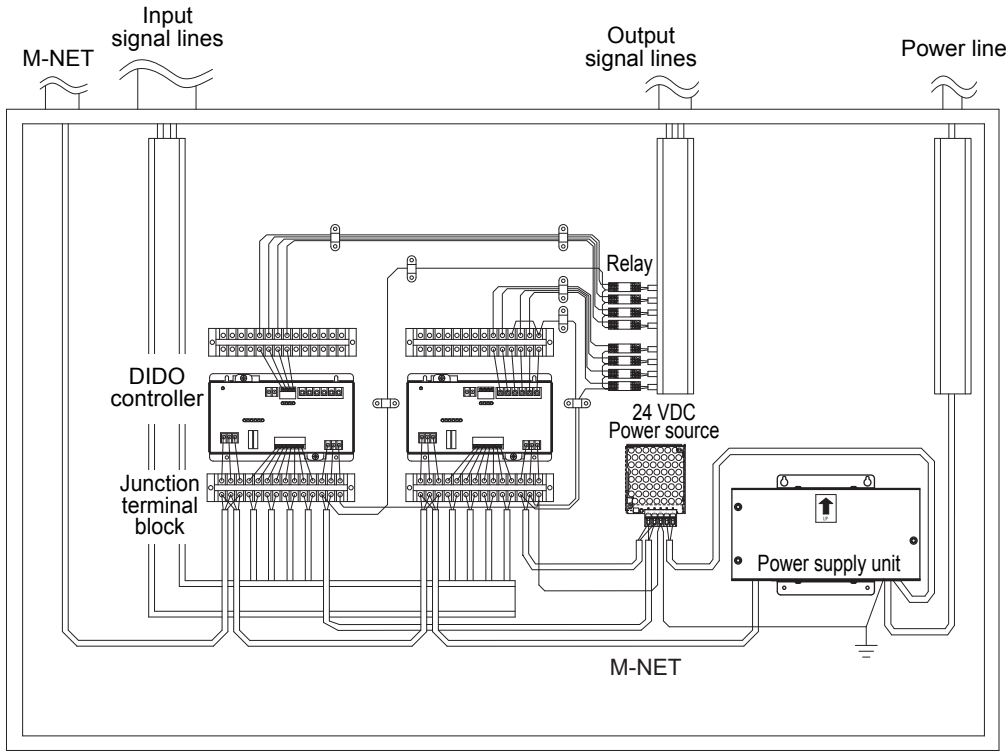 Input
signal lines
M-NET
Output
signal lines
Power line
Relay
DIDO
controller
24 VDC
Power source
Junction
terminal
block
Power supply unit
M-NET